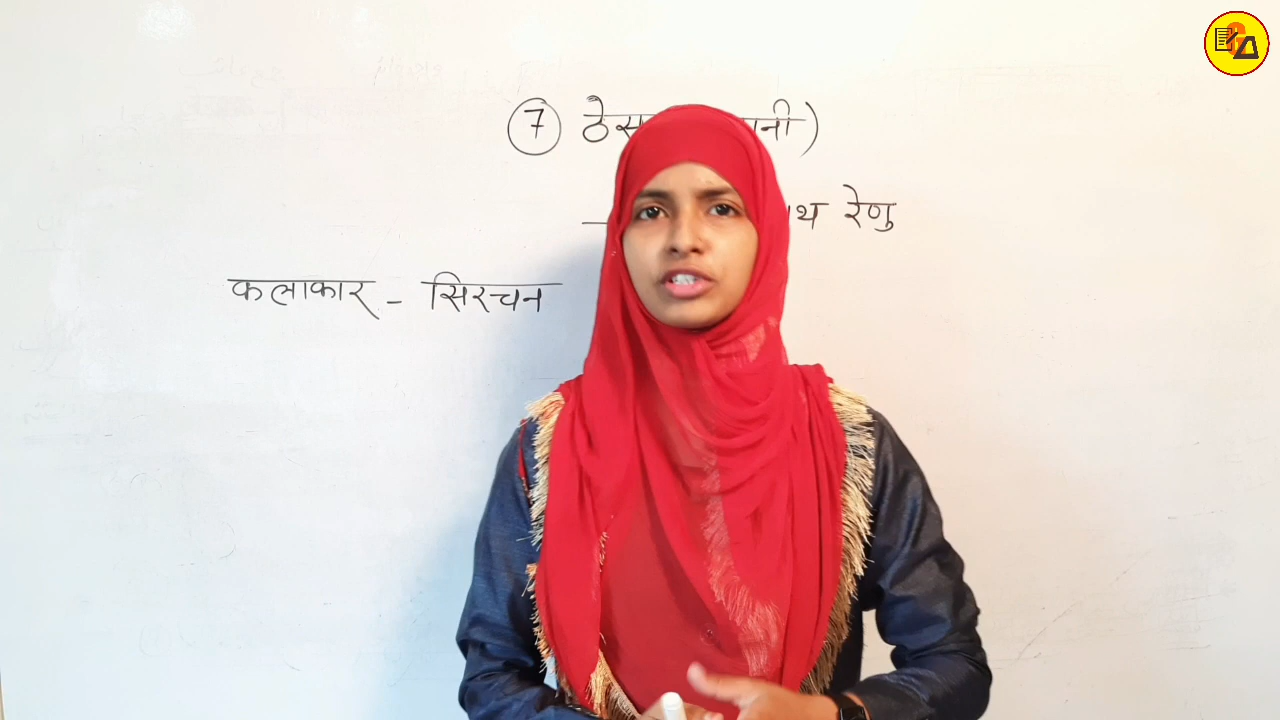 7 ठेस नी)
— थ रेणु
कलाकार - सिरचन